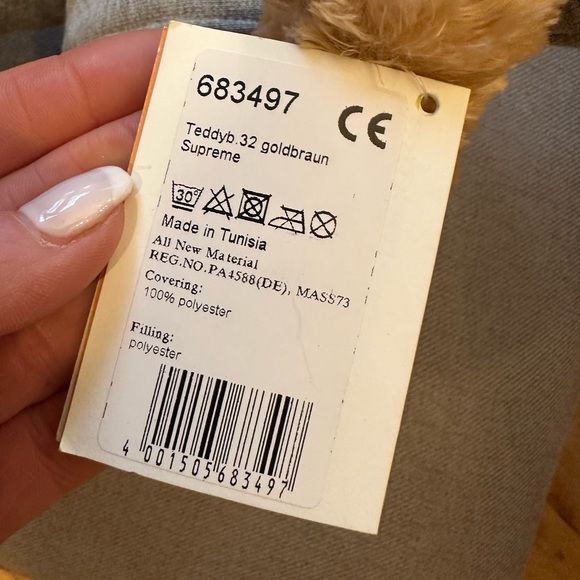 683497
CE
Teddyb.32 goldbraun
Supreme
30°
Made in Tunisia
All New Material
REG.NO.PA4588(DE), MASS73
Covering:
100% polyester
Filling:
polyester
4 001505 683497